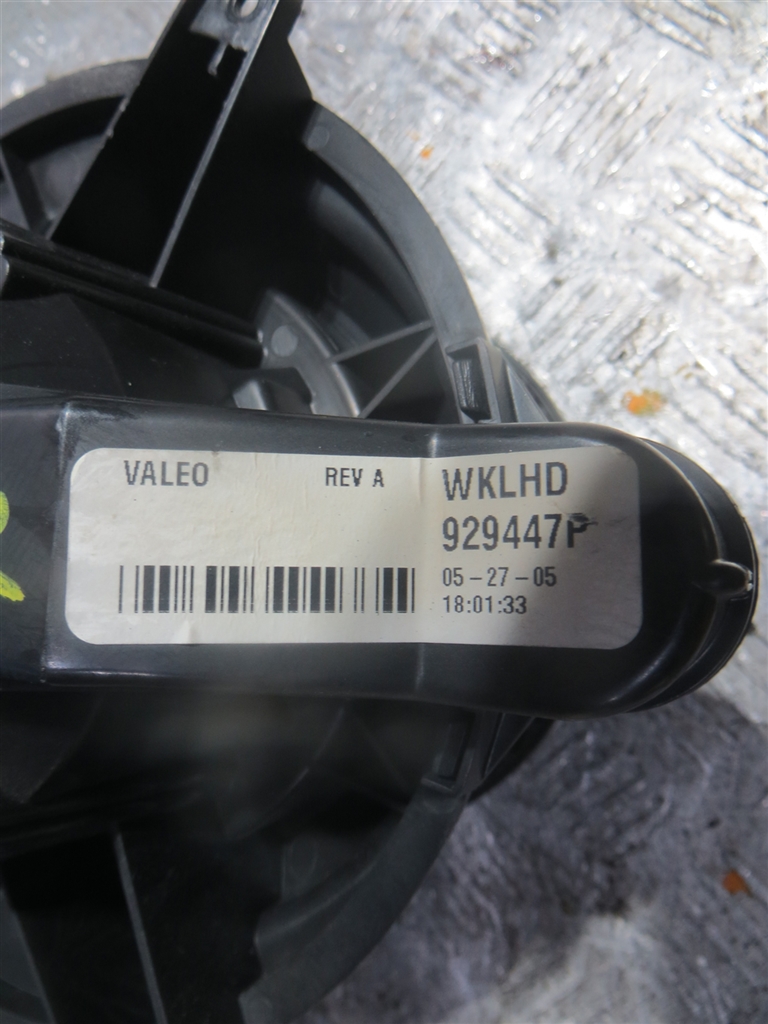 VALEO REV A WKLHD
929447P
05-27-05
18:01:33